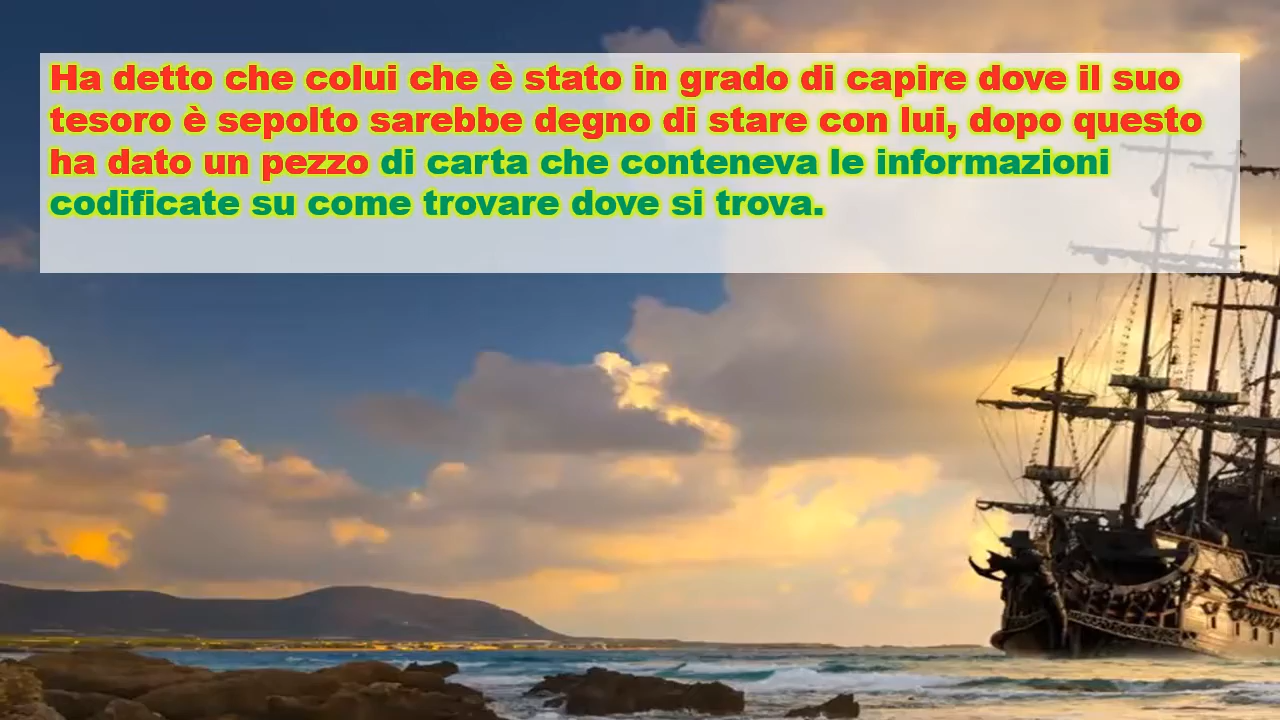 Ha detto che colui che è stato in grado di capire dove il suo
tesoro è sepolto sarebbe degno di stare con lui, dopo questo
ha dato un pezzo di carta che conteneva le informazioni
codificate su come trovare dove si trova.